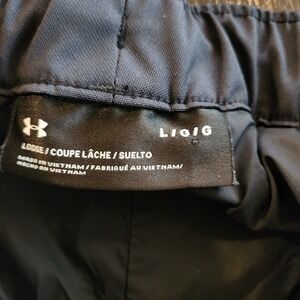 L/G/G
LOOSE / COUPE LÂCHE / SUELTO
MADE IN VIETNAM / FABRIQUÉ AU VIETNAM/
HECHO EN VIETNAM